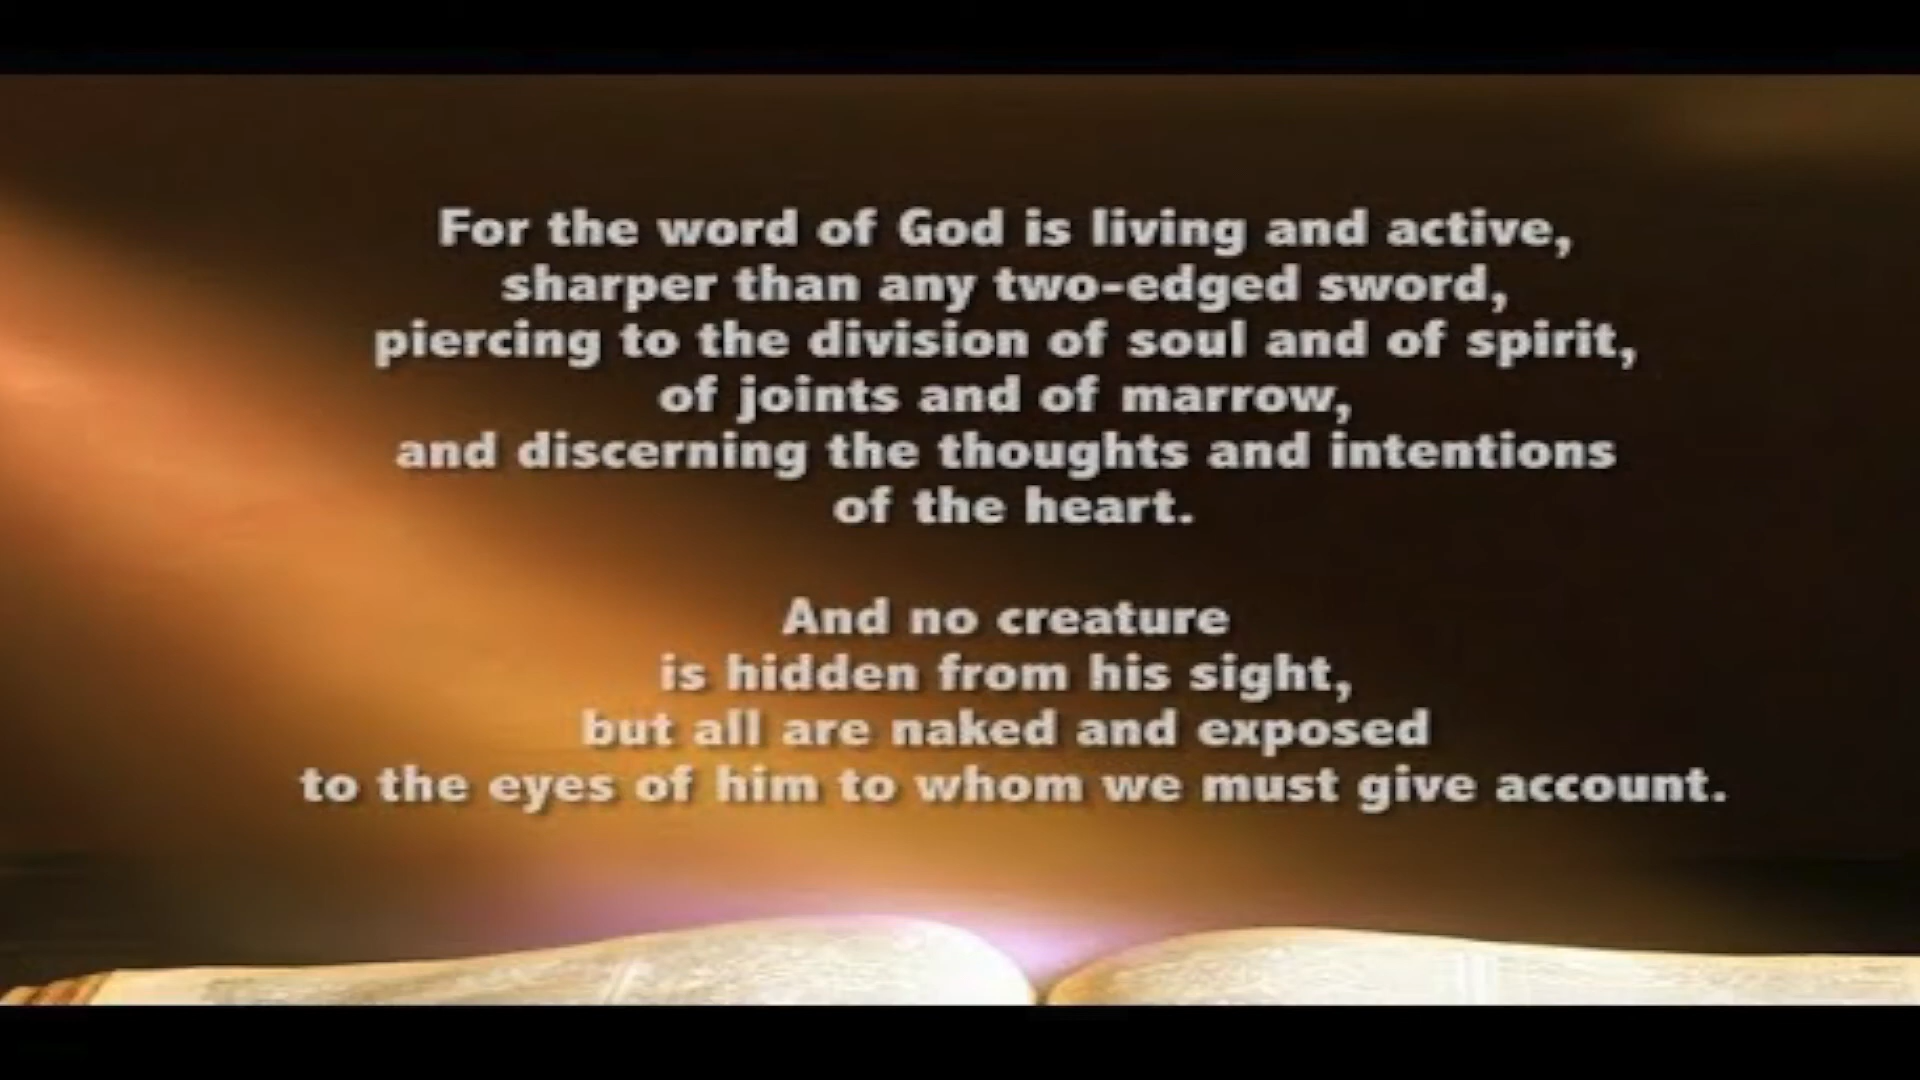 For the word of God is living and active,
sharper than any two-edged sword,
piercing to the division of soul and of spirit,
of joints and of marrow,
and discerning the thoughts and intentions
of the heart.
And no creature
is hidden from his sight,
but all are naked and exposed
to the eyes of him to whom we must give account.